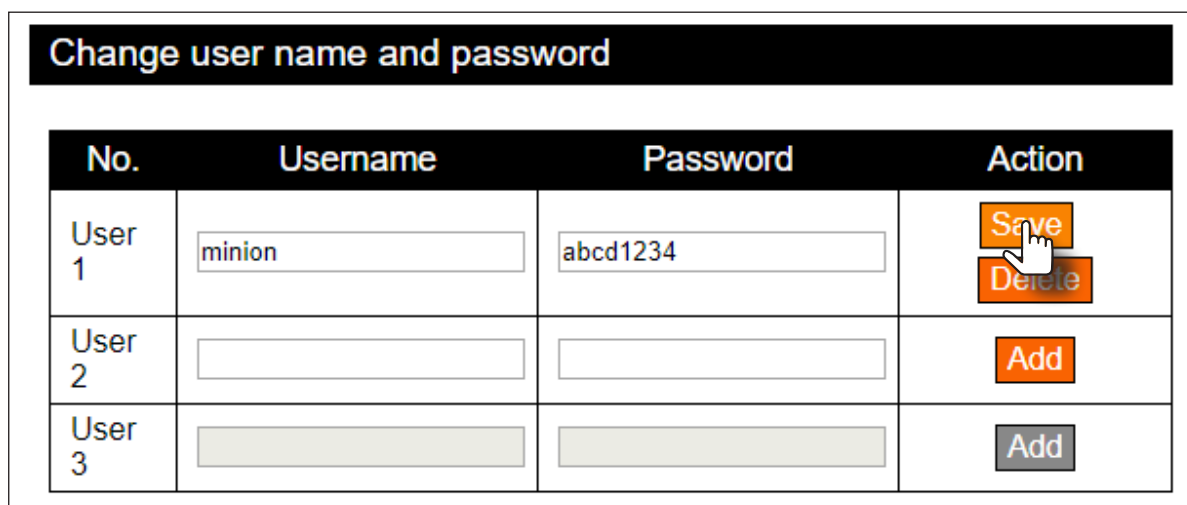 Change user name and password
No. Username Password Action
User 1 minion abcd1234 Save
Delete
User 2 Add
User 3 Add